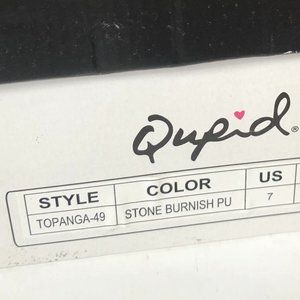 Qupid®
STYLE COLOR US
TOPANGA-49 STONE BURNISH PU 7